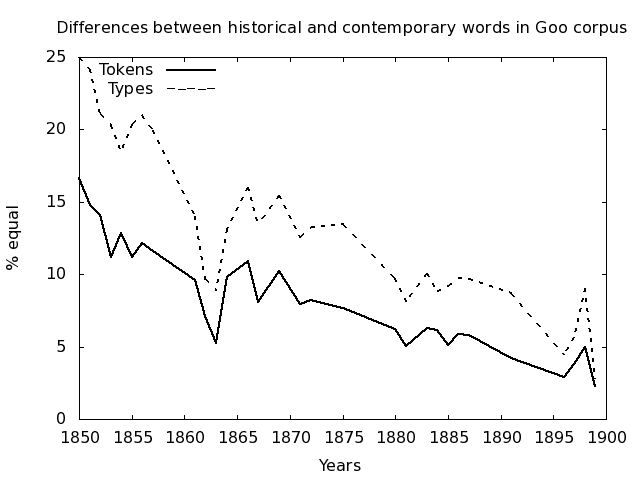 Differences between historical and contemporary words in Goo corpus
25
20
15
10
5
0
% equal
Tokens
Types
1850 1855 1860 1865 1870 1875 1880 1885 1890 1895 1900
Years